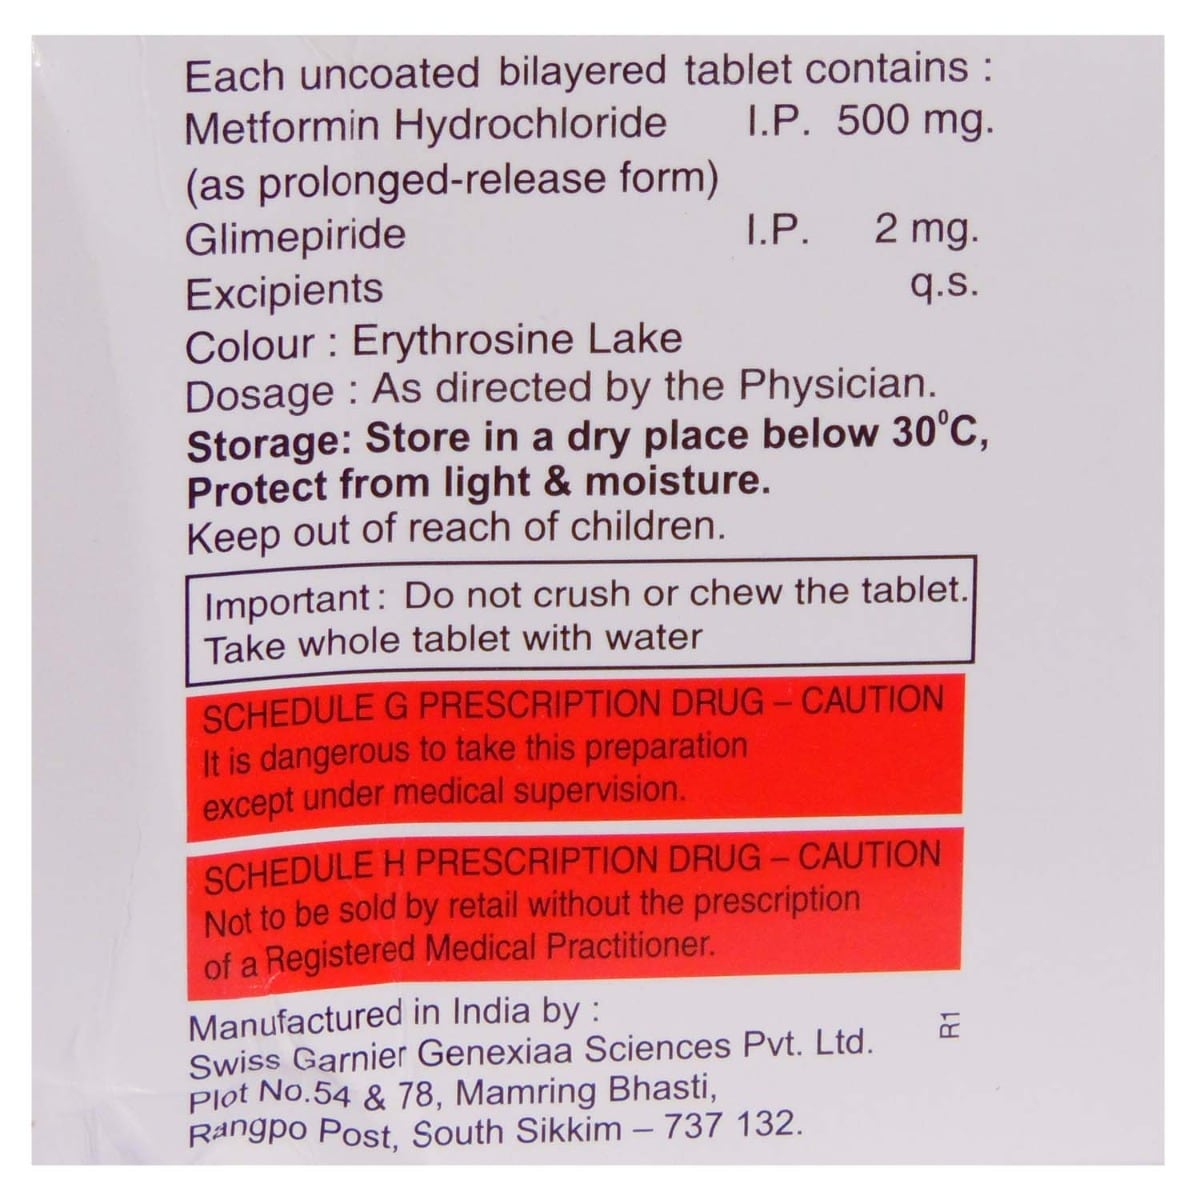 Each uncoated bilayered tablet contains :
Metformin Hydrochloride I.P. 500 mg.
(as prolonged-release form)
Glimepiride I.P. 2 mg.
Excipients q.s.
Colour : Erythrosine Lake
Dosage : As directed by the Physician.
Storage: Store in a dry place below 30⁰C,
Protect from light & moisture.
Keep out of reach of children.
Important : Do not crush or chew the tablet.
Take whole tablet with water
SCHEDULE G PRESCRIPTION DRUG – CAUTION
It is dangerous to take this preparation
except under medical supervision.
SCHEDULE H PRESCRIPTION DRUG – CAUTION
Not to be sold by retail without the prescription
of a Registered Medical Practitioner.
Manufactured in India by :
Swiss Garnier Genexiaa Sciences Pvt. Ltd.
Plot No.54 & 78, Mamring Bhasti,
Rangpo Post, South Sikkim – 737 132.
R1